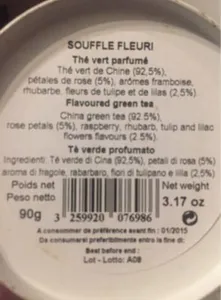 SOUFFLE FLEURI
Thé vert parfumé
Thé vert de Chine (92,5%),
pétales de rose (5%), arômes framboise,
rhubarbe, fleurs de tulipe et de lilas (2,5%)
Flavoured green tea
China green tea (92.5%),
rose petals (5%), raspberry, rhubarb, tulip and lilac
flowers flavours (2.5%)
Tè verde profumato
Ingredienti: Tè verde di Cina (92,5%), petali di rosa (5%)
aroma di fragole, rabarbaro, fiori di tulipano e lilla (2,5%)
Poids net Net weight
Peso netto 3.17 oz
90g 3 259920 076986
A consommer de préférence avant fin : 01/2015
Da consumarsi preferibilmente entro la fine di:
Best before end :
Lot - Lotto: A08